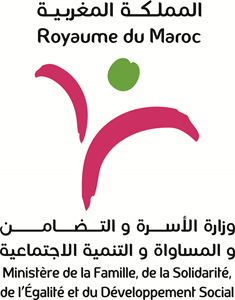 المملكة المغربية
Royaume du Maroc
وزارة الأسرة و التضامن
و المساواة و التنمية الاجتماعية
Ministère de la Famille, de la Solidarité,
de l'Égalité et du Développement Social